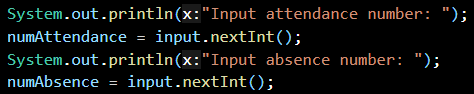 System.out.println(x:"Input attendance number: ");
numAttendance = input.nextInt();
System.out.println(x:"Input absence number: ");
numAbsence = input.nextInt();